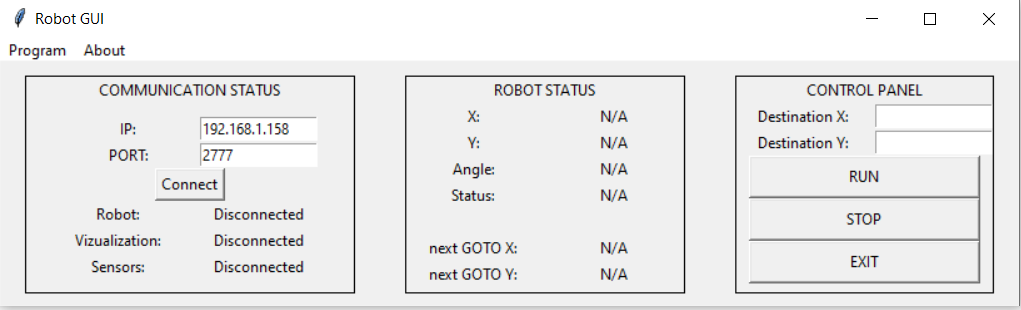 Robot GUI
Program About
COMMUNICATION STATUS
IP: 192.168.1.158
PORT: 2777
Connect
Robot: Disconnected
Vizualization: Disconnected
Sensors: Disconnected
ROBOT STATUS
X: N/A
Y: N/A
Angle: N/A
Status: N/A
next GOTO X: N/A
next GOTO Y: N/A
CONTROL PANEL
Destination X:
Destination Y:
RUN
STOP
EXIT